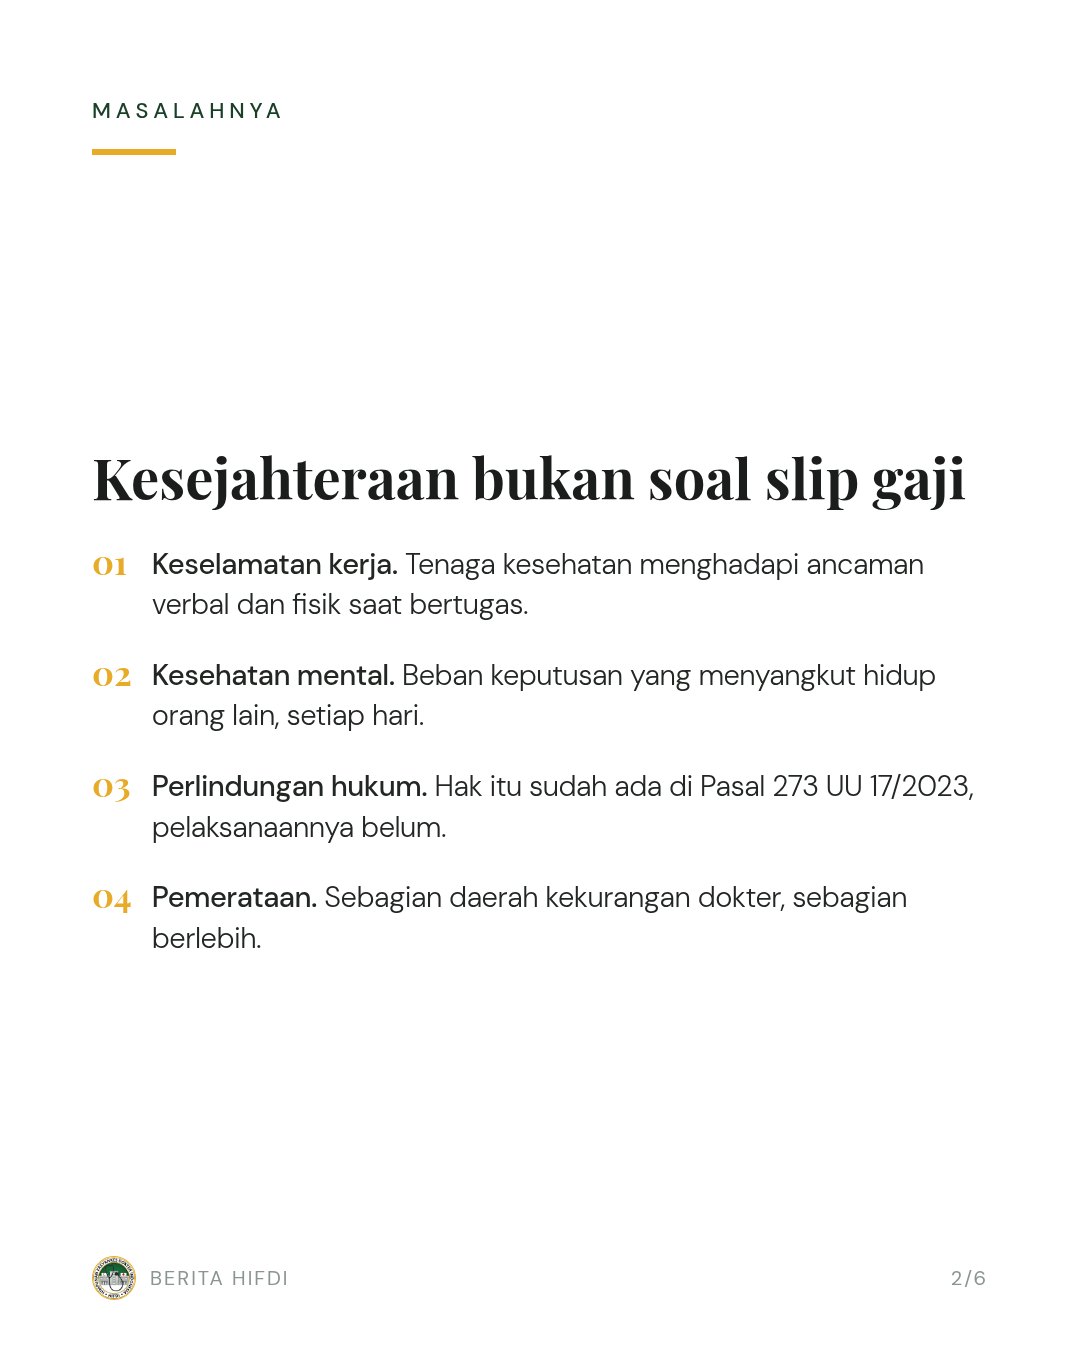 MASALAHNYA
Kesejahteraan bukan soal slip gaji
01 Keselamatan kerja. Tenaga kesehatan menghadapi ancaman
verbal dan fisik saat bertugas.
02 Kesehatan mental. Beban keputusan yang menyangkut hidup
orang lain, setiap hari.
03 Perlindungan hukum. Hak itu sudah ada di Pasal 273 UU 17/2023,
pelaksanaannya belum.
04 Pemerataan. Sebagian daerah kekurangan dokter, sebagian
berlebih.
BERITA HIFDI
2/6